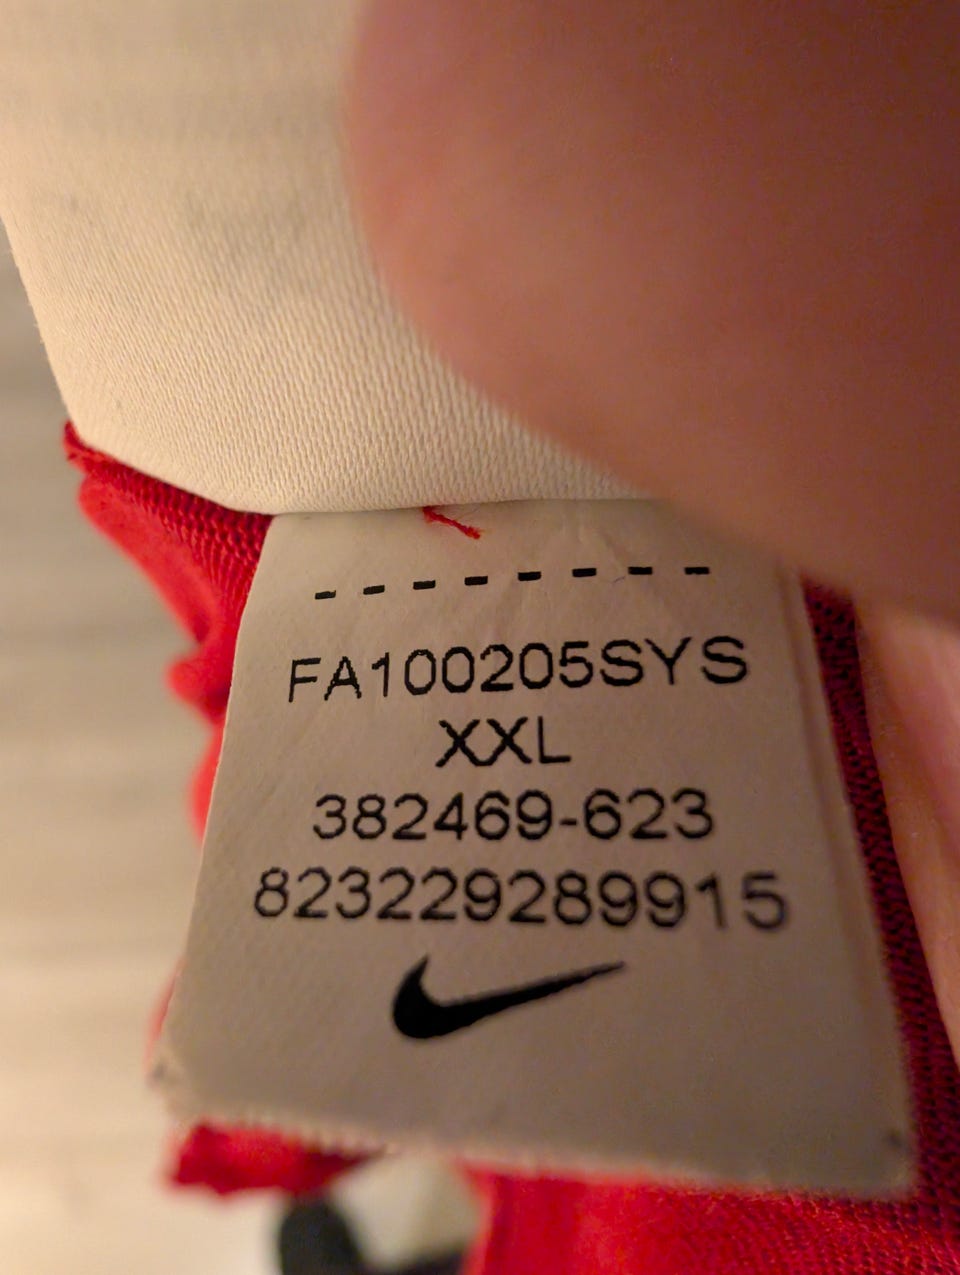 --------
FA100205SYS
XXL
382469-623
823229289915